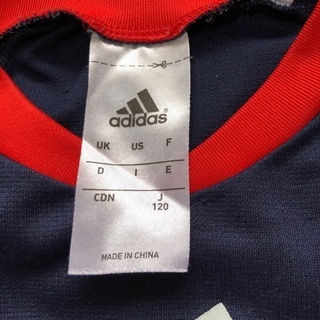 adidas
UK US F
D I E
CDN J
120
MADE IN CHINA